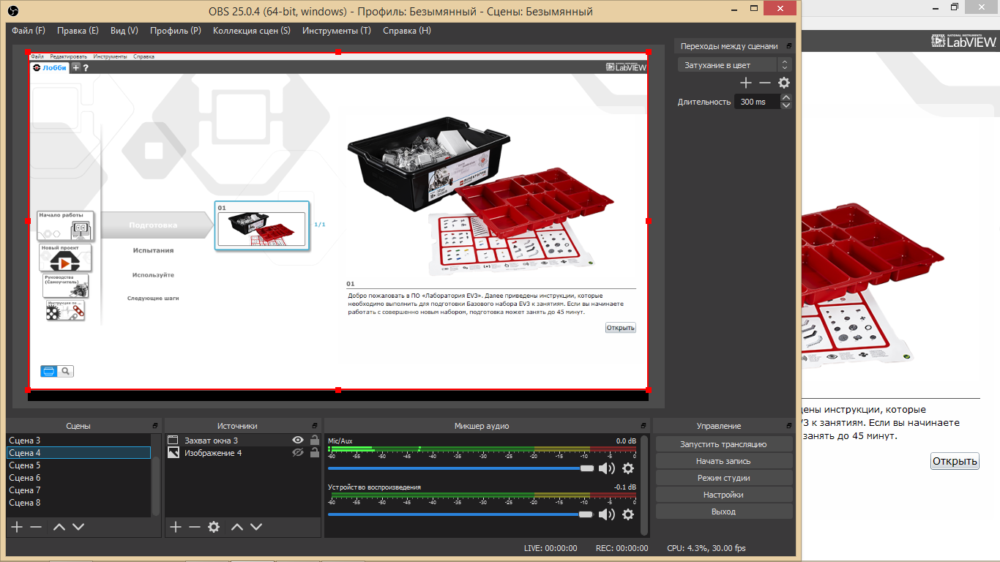 OBS 25.0.4 (64-bit, windows) - Профиль: Безымянный - Сцены: Безымянный
Файл (F) Правка (E) Вид (V) Профиль (P) Коллекция сцен (S) Инструменты (T) Справка (H)
Файл Редактировать Инструменты Справка
Лобби + ?
LabVIEW
Начало работы
Новый проект
Руководства
(Самоучитель)
Инструкции по ...
Подготовка
Испытания
Используйте
Следующие шаги
01
1/1
01
Добро пожаловать в ПО «Лаборатория EV3». Далее приведены инструкции, которые
необходимо выполнить для подготовки Базового набора EV3 к занятиям. Если вы начинаете
работать с совершенно новым набором, подготовка может занять до 45 минут.
Открыть
Переходы между сценами
Затухание в цвет
Длительность 300 ms
NATIONAL INSTRUMENTS
LabVIEW
дены инструкции, которые
V3 к занятиям. Если вы начинаете
занять до 45 минут.
Открыть
Сцены
Сцена 3
Сцена 4
Сцена 5
Сцена 6
Сцена 7
Сцена 8
Источники
Захват окна 3
Изображение 4
Микшер аудио
Mic/Aux 0.0 dB
-60 -55 -50 -45 -40 -35 -30 -25 -20 -15 -10 -5 0
Устройство воспроизведения -0.1 dB
-60 -55 -50 -45 -40 -35 -30 -25 -20 -15 -10 -5 0
Управление
Запустить трансляцию
Начать запись
Режим студии
Настройки
Выход
LIVE: 00:00:00 REC: 00:00:00 CPU: 4.3%, 30.00 fps